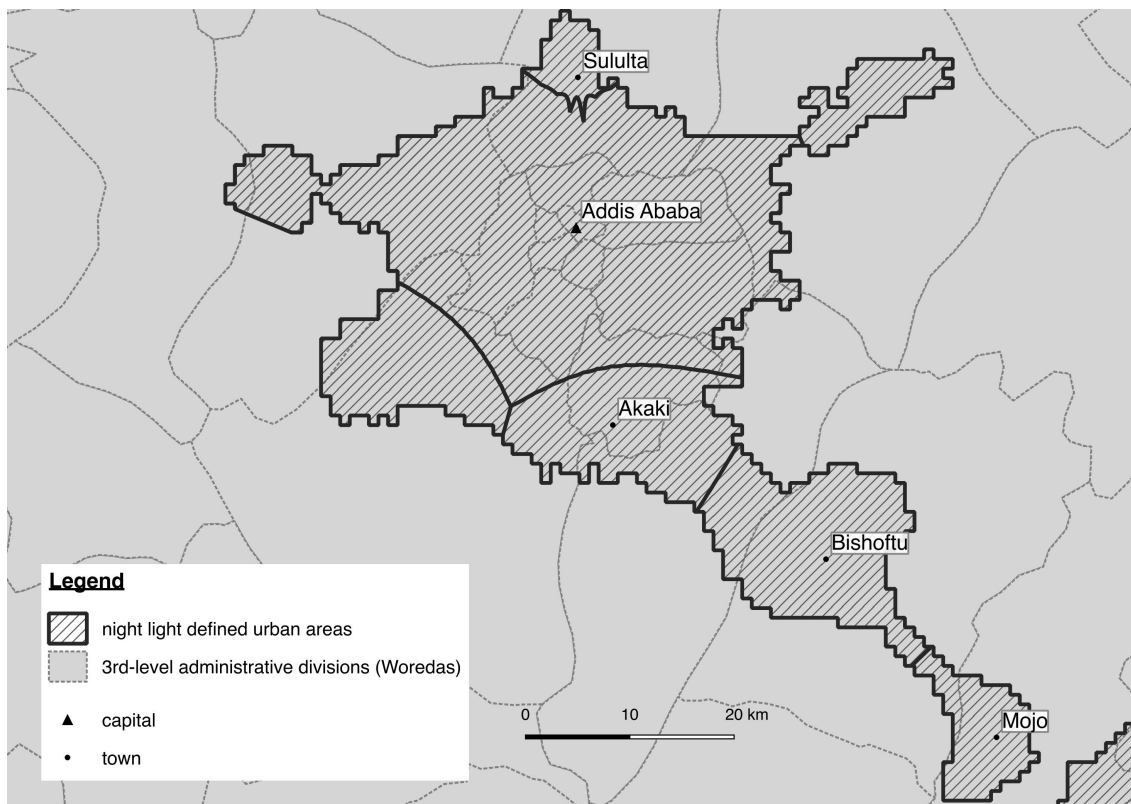 Sululta
Addis Ababa
Akaki
Bishoftu
Mojo
Legend
night light defined urban areas
3rd-level administrative divisions (Woredas)
capital
town
0 10 20 km